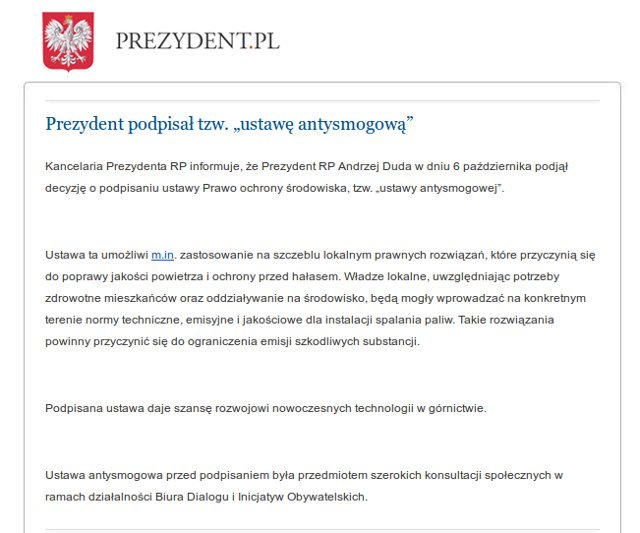 PREZYDENT.PL
Prezydent podpisał tzw. „ustawę antysmogową”
Kancelaria Prezydenta RP informuje, że Prezydent RP Andrzej Duda w dniu 6 października podjął
decyzję o podpisaniu ustawy Prawo ochrony środowiska, tzw. „ustawy antysmogowej”.
Ustawa ta umożliwi m.in. zastosowanie na szczeblu lokalnym prawnych rozwiązań, które przyczynią się
do poprawy jakości powietrza i ochrony przed hałasem. Władze lokalne, uwzględniając potrzeby
zdrowotne mieszkańców oraz oddziaływanie na środowisko, będą mogły wprowadzać na konkretnym
terenie normy techniczne, emisyjne i jakościowe dla instalacji spalania paliw. Takie rozwiązania
powinny przyczynić się do ograniczenia emisji szkodliwych substancji.
Podpisana ustawa daje szansę rozwojowi nowoczesnych technologii w górnictwie.
Ustawa antysmogowa przed podpisaniem była przedmiotem szerokich konsultacji społecznych w
ramach działalności Biura Dialogu i Inicjatyw Obywatelskich.